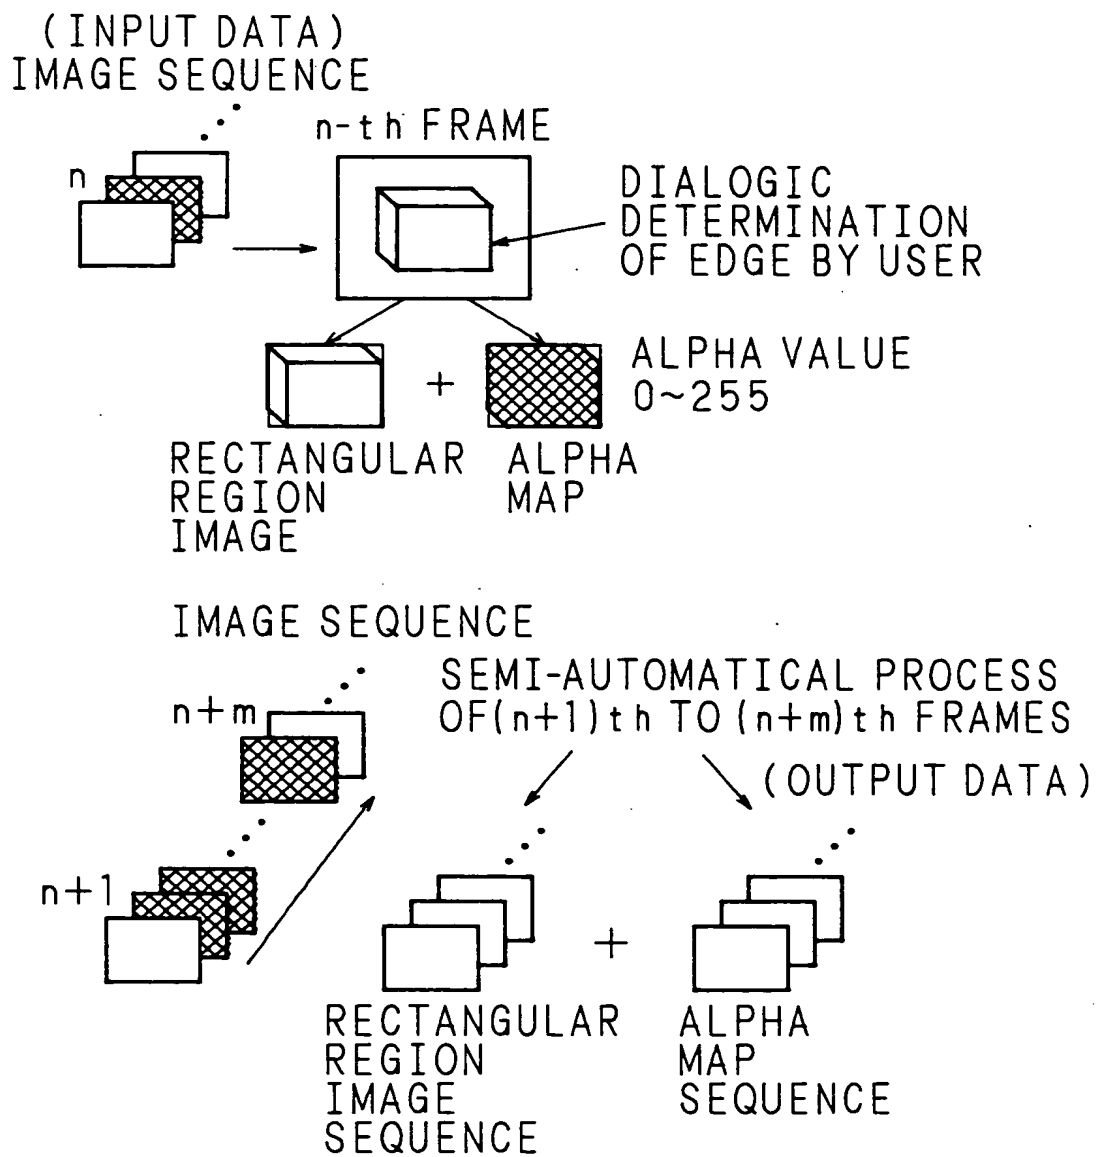 (INPUT DATA)
IMAGE SEQUENCE
n-th FRAME
n
DIALOGIC
DETERMINATION
OF EDGE BY USER
+
ALPHA VALUE
0~255
RECTANGULAR
REGION
IMAGE
ALPHA
MAP
IMAGE SEQUENCE
SEMI-AUTOMATICAL PROCESS
OF(n+1)th TO (n+m)th FRAMES
n+m
(OUTPUT DATA)
n+1
+
RECTANGULAR
REGION
IMAGE
SEQUENCE
ALPHA
MAP
SEQUENCE